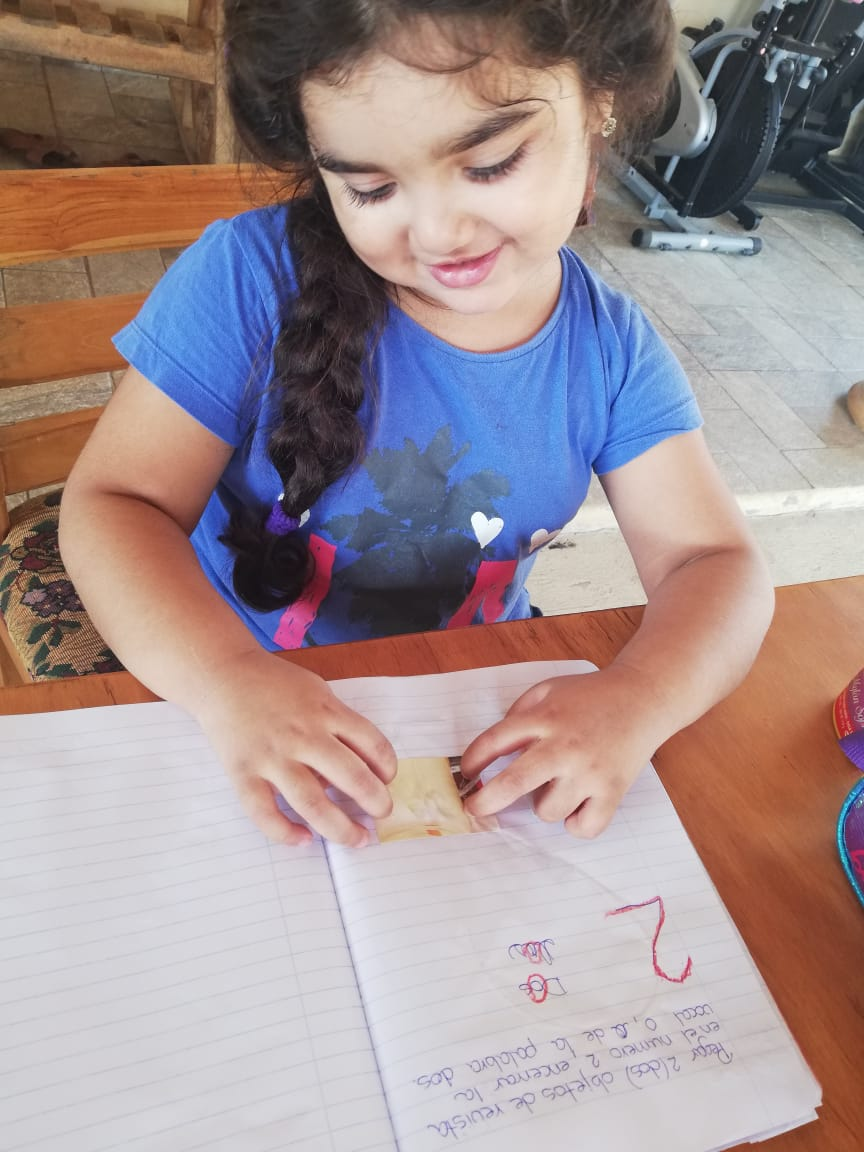 Pegar 2 (dos) objetos de revista
en el numero 2 encerrar la
vocal O, o de la palabra dos.
2
Dos
dos